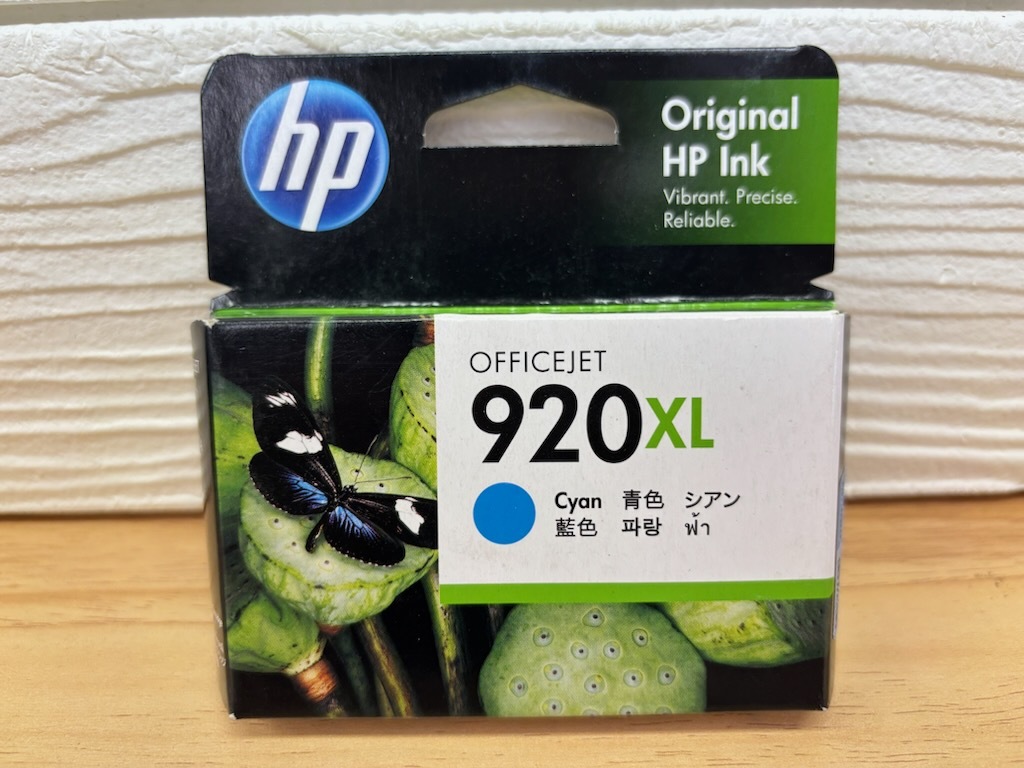 hp
Original
HP Ink
Vibrant. Precise.
Reliable.
OFFICEJET
920XL
Cyan 青色 シアン
藍色 파랑 ฟ้า